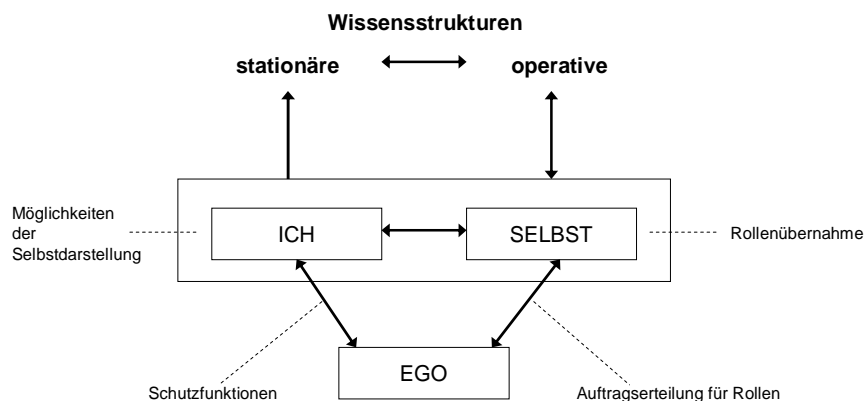 Wissensstrukturen
stationäre
operative
Möglichkeiten
der
Selbstdarstellung
ICH
SELBST
Rollenübernahme
EGO
Schutzfunktionen
Auftragserteilung für Rollen